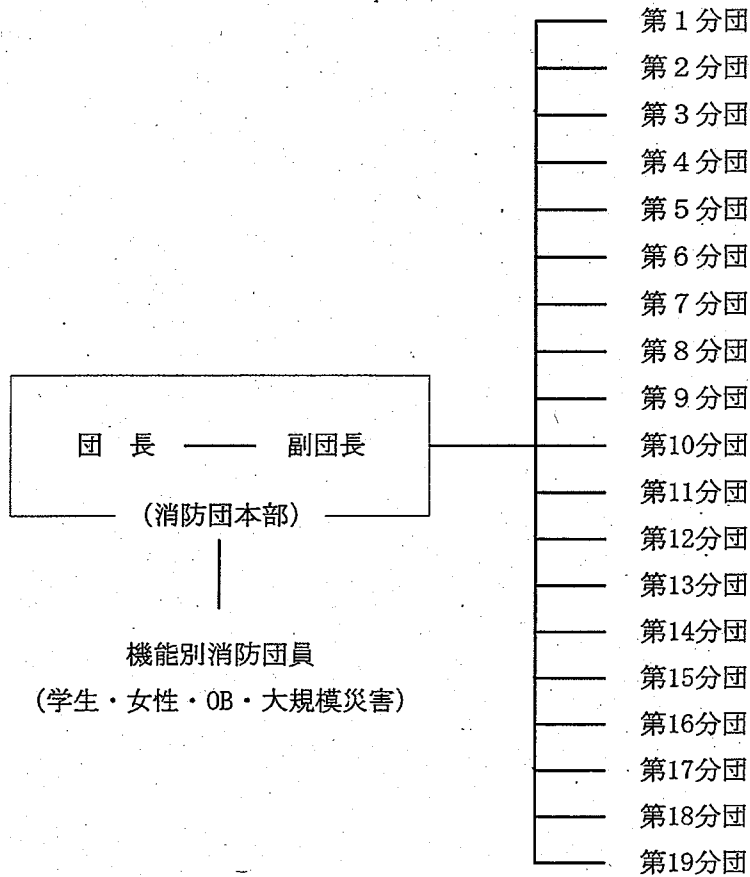 第1分団
第2分団
第3分団
第4分団
第5分団
第6分団
第7分団
第8分団
第9分団
第10分団
第11分団
第12分団
第13分団
第14分団
第15分団
第16分団
第17分団
第18分団
第19分団
団 長 副団長
(消防団本部)
機能別消防団員
(学生・女性・OB・大規模災害)